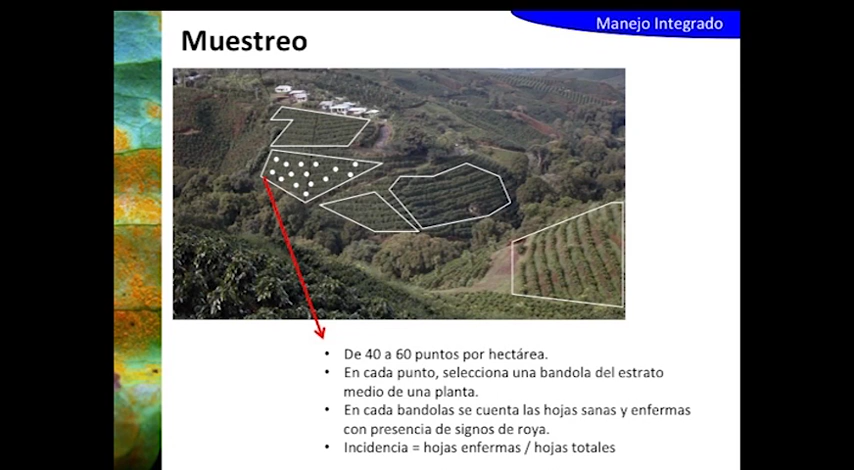 Manejo Integrado
Muestreo
• De 40 a 60 puntos por hectárea.
• En cada punto, selecciona una bandola del estrato
medio de una planta.
• En cada bandolas se cuenta las hojas sanas y enfermas
con presencia de signos de roya.
• Incidencia = hojas enfermas / hojas totales